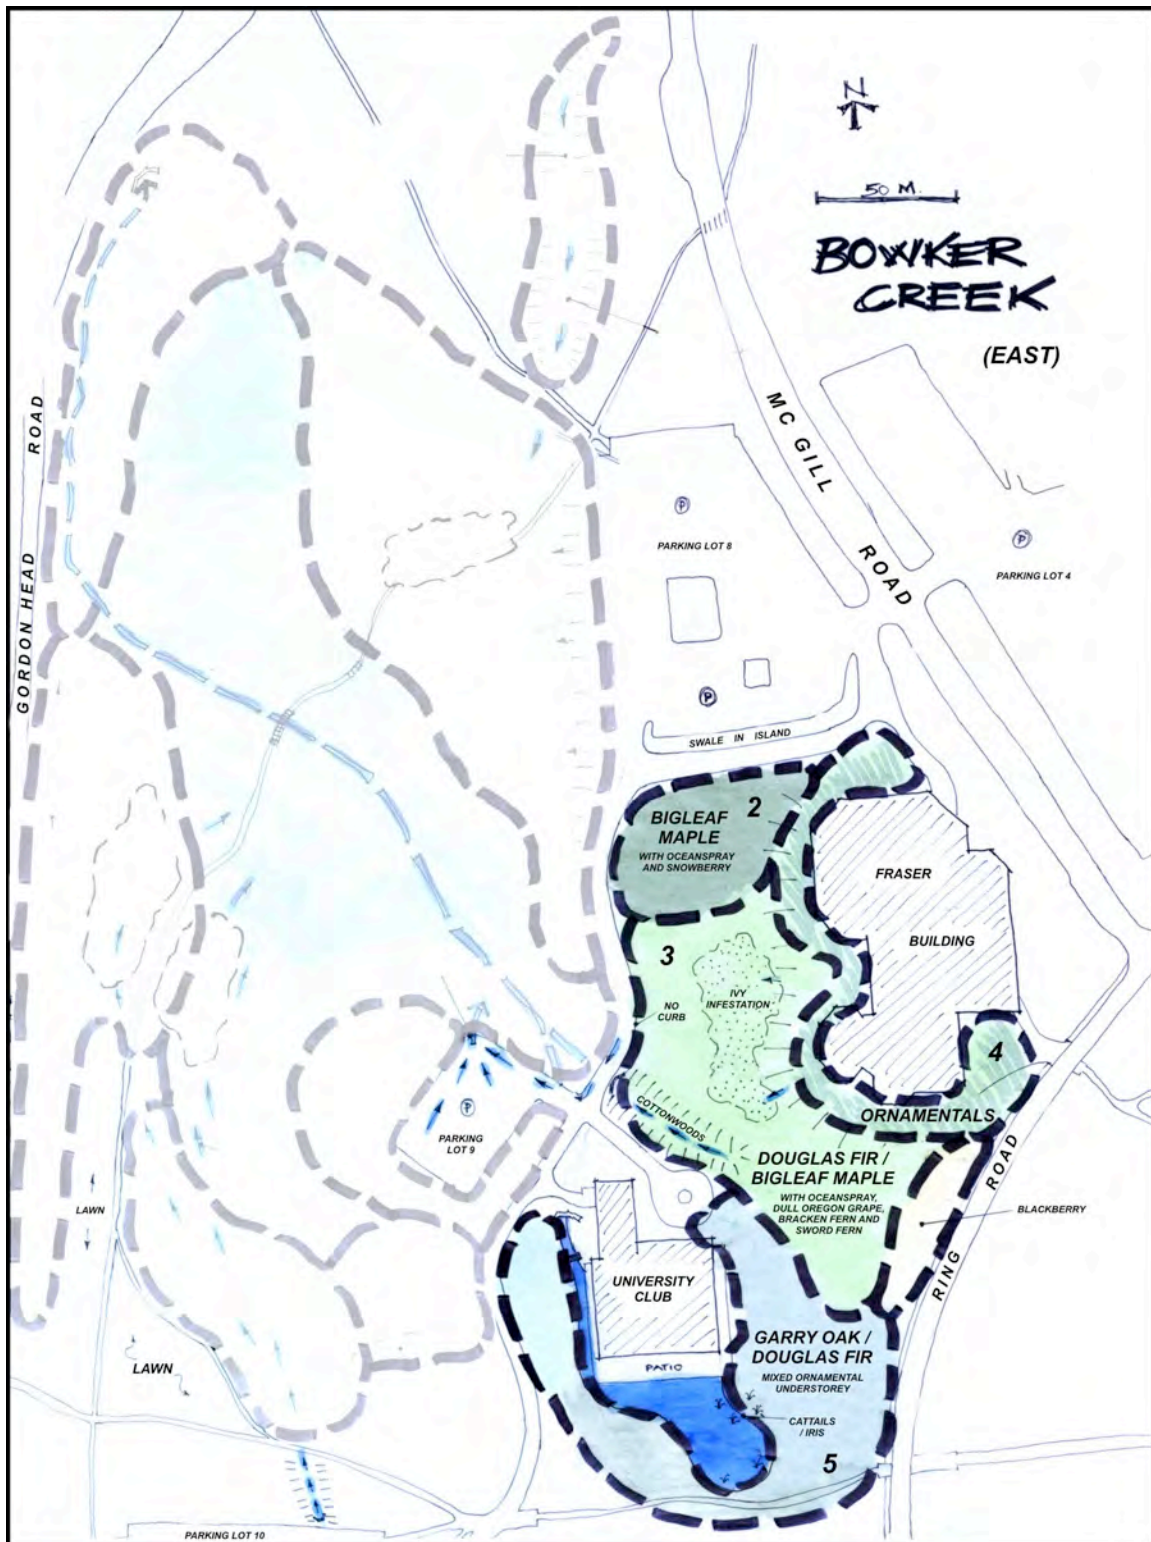 N
50 M.
BOWKER
CREEK
(EAST)
MC GILL ROAD
GORDON HEAD ROAD
P
PARKING LOT 8
P
PARKING LOT 4
P
SWALE IN ISLAND
2
BIGLEAF
MAPLE
WITH OCEANSPRAY
AND SNOWBERRY
FRASER
BUILDING
3
IVY
INFESTATION
NO
CURB
4
ORNAMENTALS
COTTONWOODS
P
PARKING
LOT 9
DOUGLAS FIR /
BIGLEAF MAPLE
WITH OCEANSPRAY,
DULL OREGON GRAPE,
BRACKEN FERN AND
SWORD FERN
RING ROAD
BLACKBERRY
LAWN
UNIVERSITY
CLUB
PATIO
GARRY OAK /
DOUGLAS FIR
MIXED ORNAMENTAL
UNDERSTOREY
LAWN
CATTAILS
/ IRIS
5
PARKING LOT 10